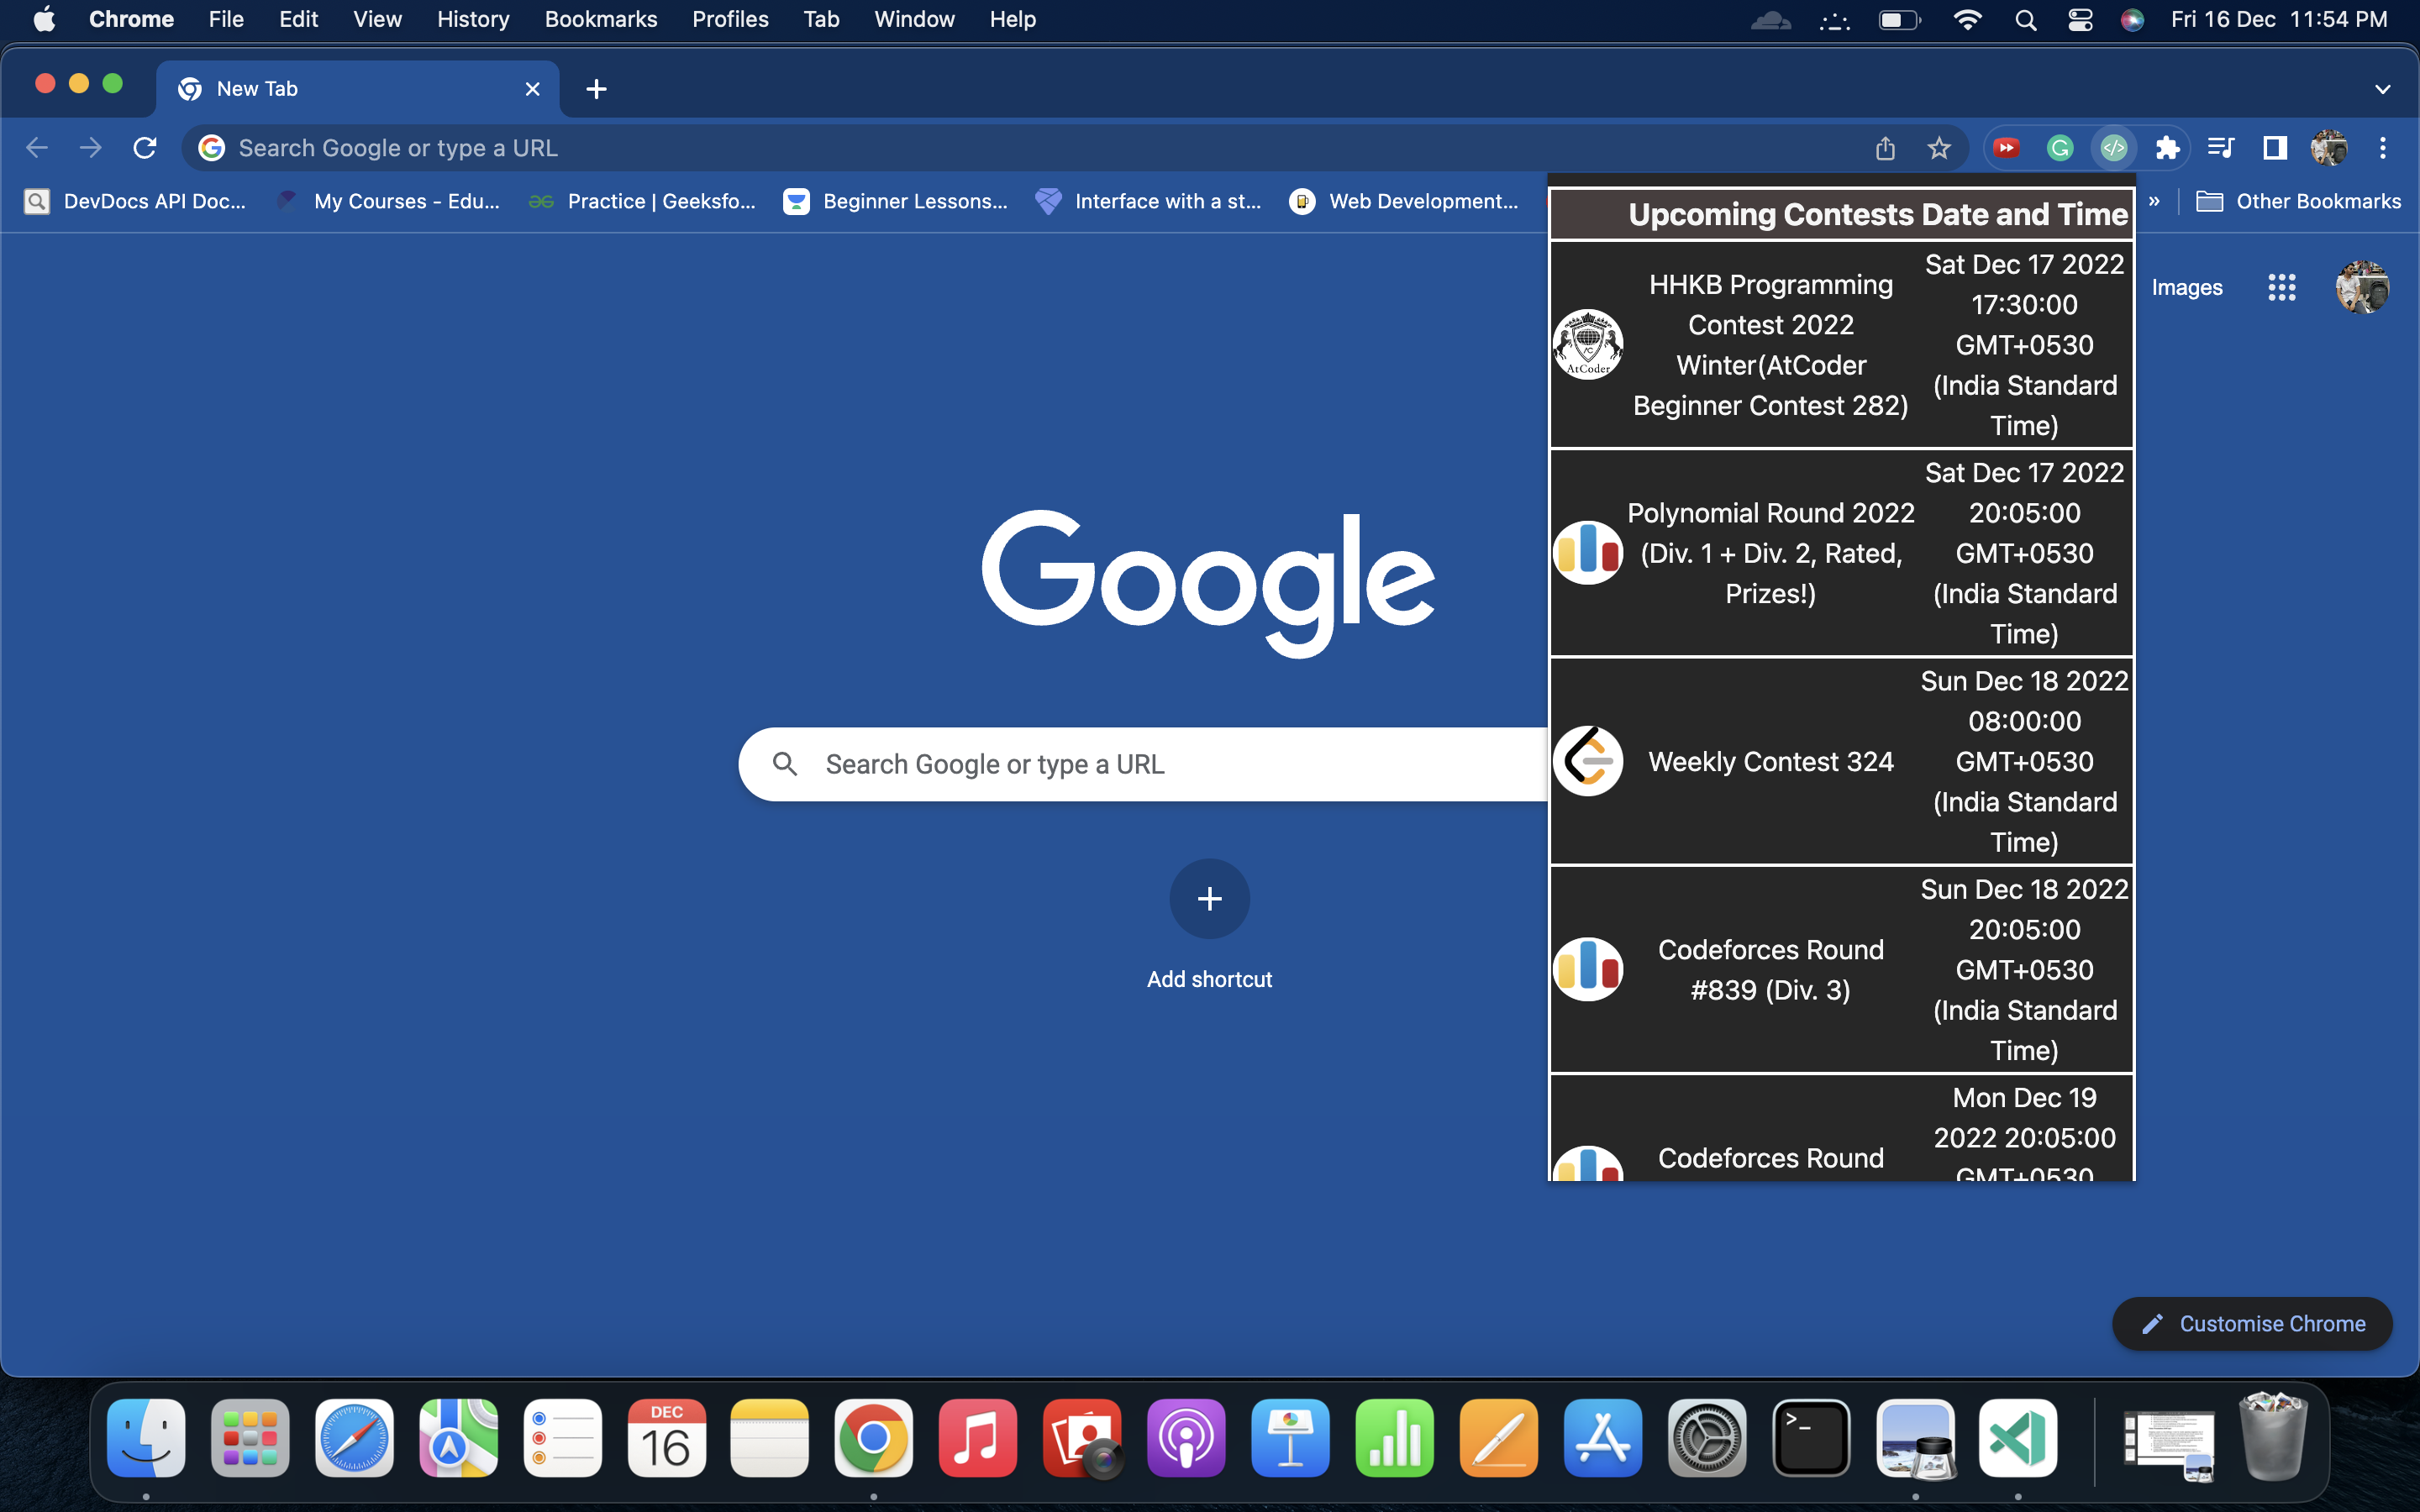 Chrome File Edit View History Bookmarks Profiles Tab Window Help Fri 16 Dec 11:54 PM
New Tab
Search Google or type a URL
DevDocs API Doc... My Courses - Edu... Practice | Geeksfo... Beginner Lessons... Interface with a st... Web Development... » Other Bookmarks
Images
Upcoming Contests Date and Time
HHKB Programming
Contest 2022
Winter(AtCoder
Beginner Contest 282)
AtCoder
Sat Dec 17 2022
17:30:00
GMT+0530
(India Standard
Time)
Polynomial Round 2022
(Div. 1 + Div. 2, Rated,
Prizes!)
Sat Dec 17 2022
20:05:00
GMT+0530
(India Standard
Time)
Weekly Contest 324
Sun Dec 18 2022
08:00:00
GMT+0530
(India Standard
Time)
Codeforces Round
#839 (Div. 3)
Sun Dec 18 2022
20:05:00
GMT+0530
(India Standard
Time)
Codeforces Round
Mon Dec 19
2022 20:05:00
GMT+0530
Google
Search Google or type a URL
Add shortcut
Customise Chrome
DEC
16